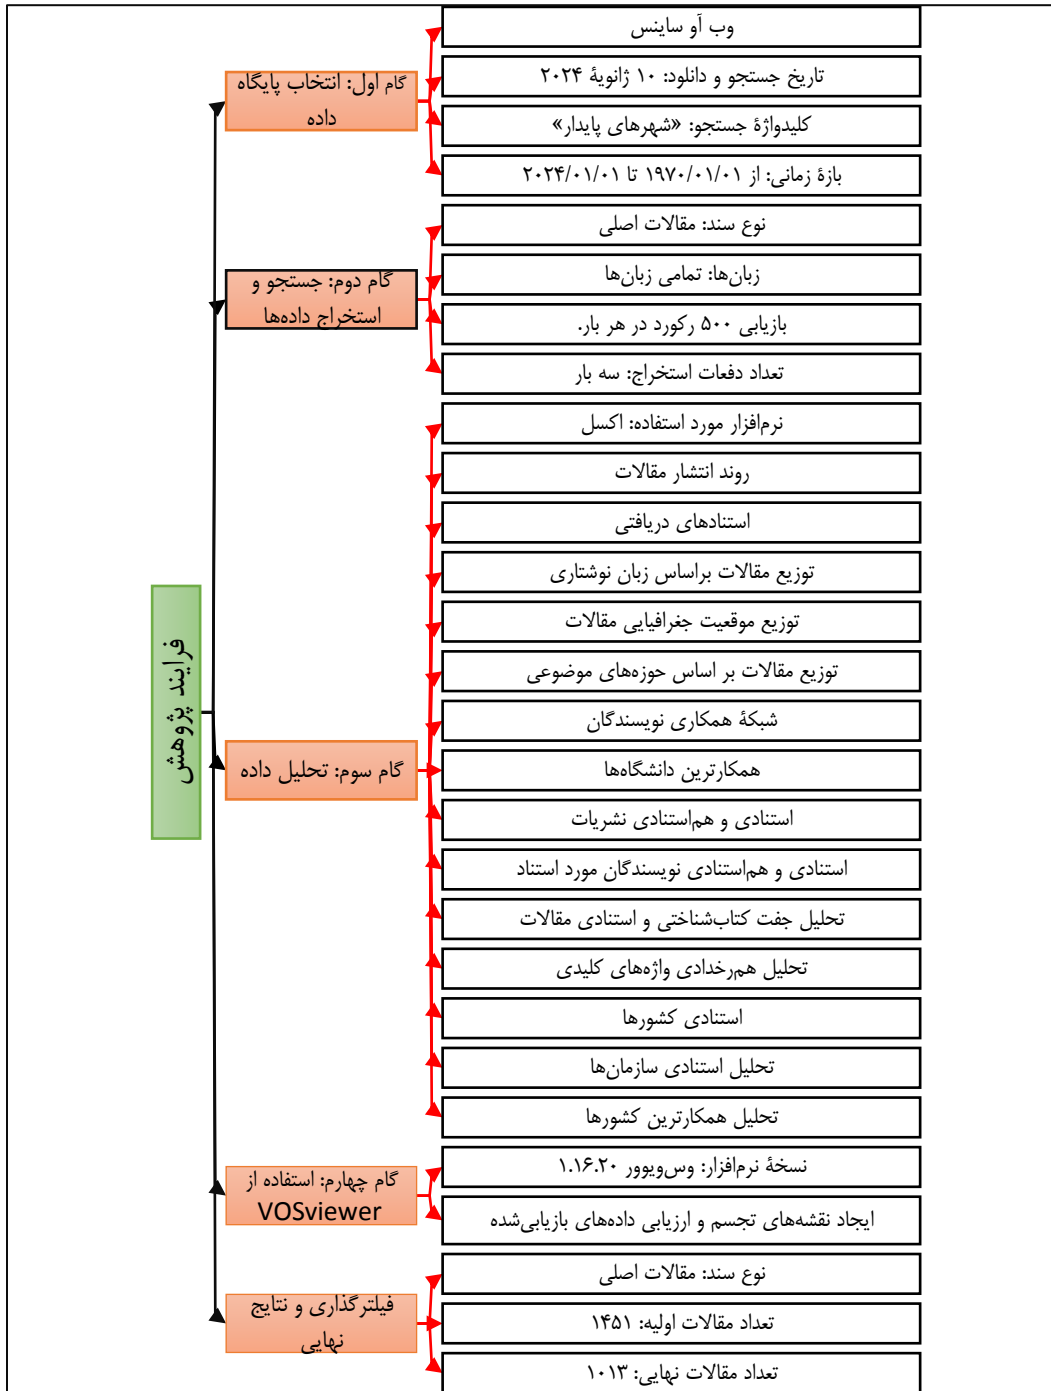 فرایند پژوهش
گام اول: انتخاب پایگاه
داده
وب آو ساینس
تاریخ جستجو و دانلود: ۱۰ ژانویهٔ ۲۰۲۴
کلیدواژهٔ جستجو: «شهرهای پایدار»
بازهٔ زمانی: از ۱۹۷۰/۰۱/۰۱ تا ۲۰۲۴/۰۱/۰۱
گام دوم: جستجو و
استخراج داده‌ها
نوع سند: مقالات اصلی
زبان‌ها: تمامی زبان‌ها
بازیابی ۵۰۰ رکورد در هر بار.
تعداد دفعات استخراج: سه بار
گام سوم: تحلیل داده
نرم‌افزار مورد استفاده: اکسل
روند انتشار مقالات
استنادهای دریافتی
توزیع مقالات براساس زبان نوشتاری
توزیع موقعیت جغرافیایی مقالات
توزیع مقالات بر اساس حوزه‌های موضوعی
شبکهٔ همکاری نویسندگان
همکارترین دانشگاه‌ها
استنادی و هم‌استنادی نشریات
استنادی و هم‌استنادی نویسندگان مورد استناد
تحلیل جفت کتاب‌شناختی و استنادی مقالات
تحلیل هم‌رخدادی واژه‌های کلیدی
استنادی کشورها
تحلیل استنادی سازمان‌ها
تحلیل همکارترین کشورها
گام چهارم: استفاده از
VOSviewer
نسخهٔ نرم‌افزار: وس‌ویوور ۱.۱۶.۲۰
ایجاد نقشه‌های تجسم و ارزیابی داده‌های بازیابی‌شده
فیلترگذاری و نتایج
نهایی
نوع سند: مقالات اصلی
تعداد مقالات اولیه: ۱۴۵۱
تعداد مقالات نهایی: ۱۰۱۳